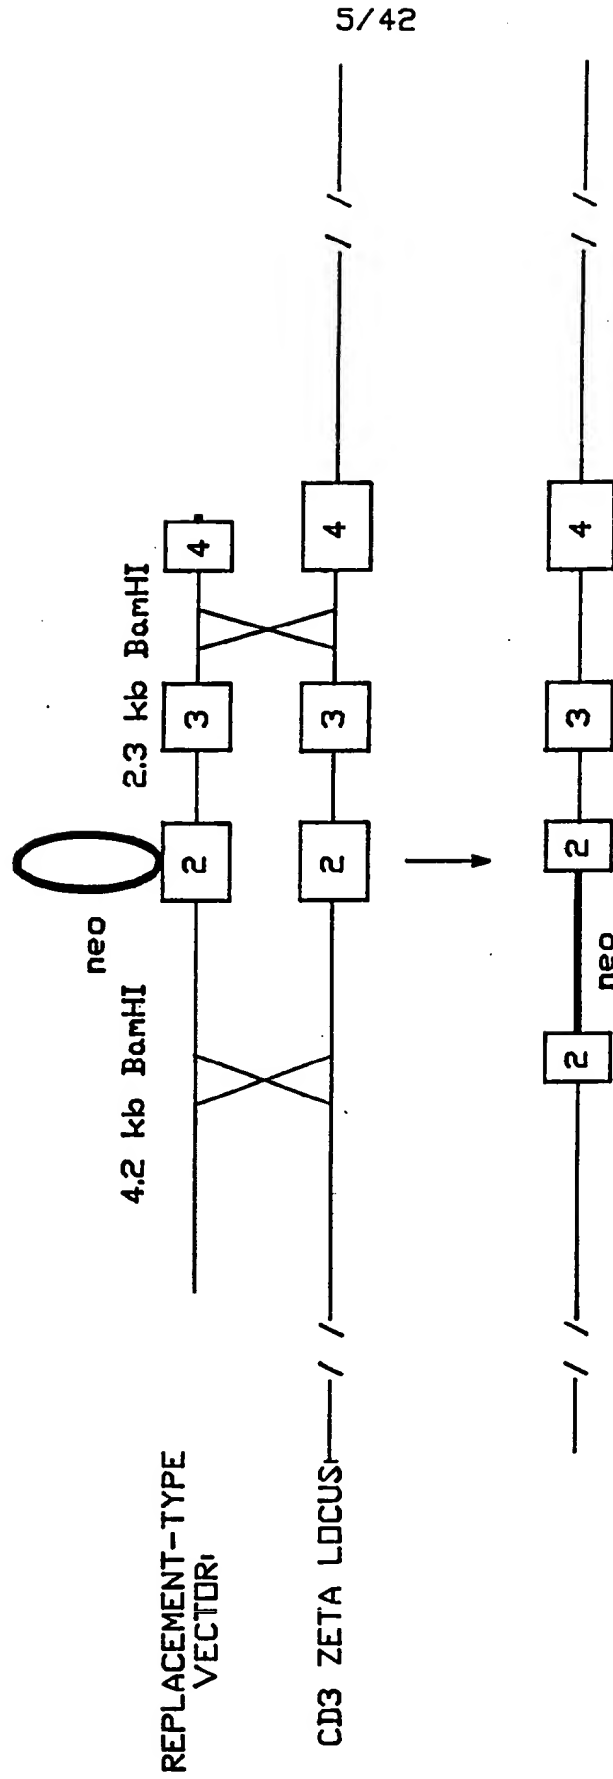 5/42
REPLACEMENT-TYPE
VECTOR:
4.2 kb BamHI
neo
2.3 kb BamHI
2
3
4
CD3 ZETA LOCUS:
2
3
4
2
neo
2
3
4